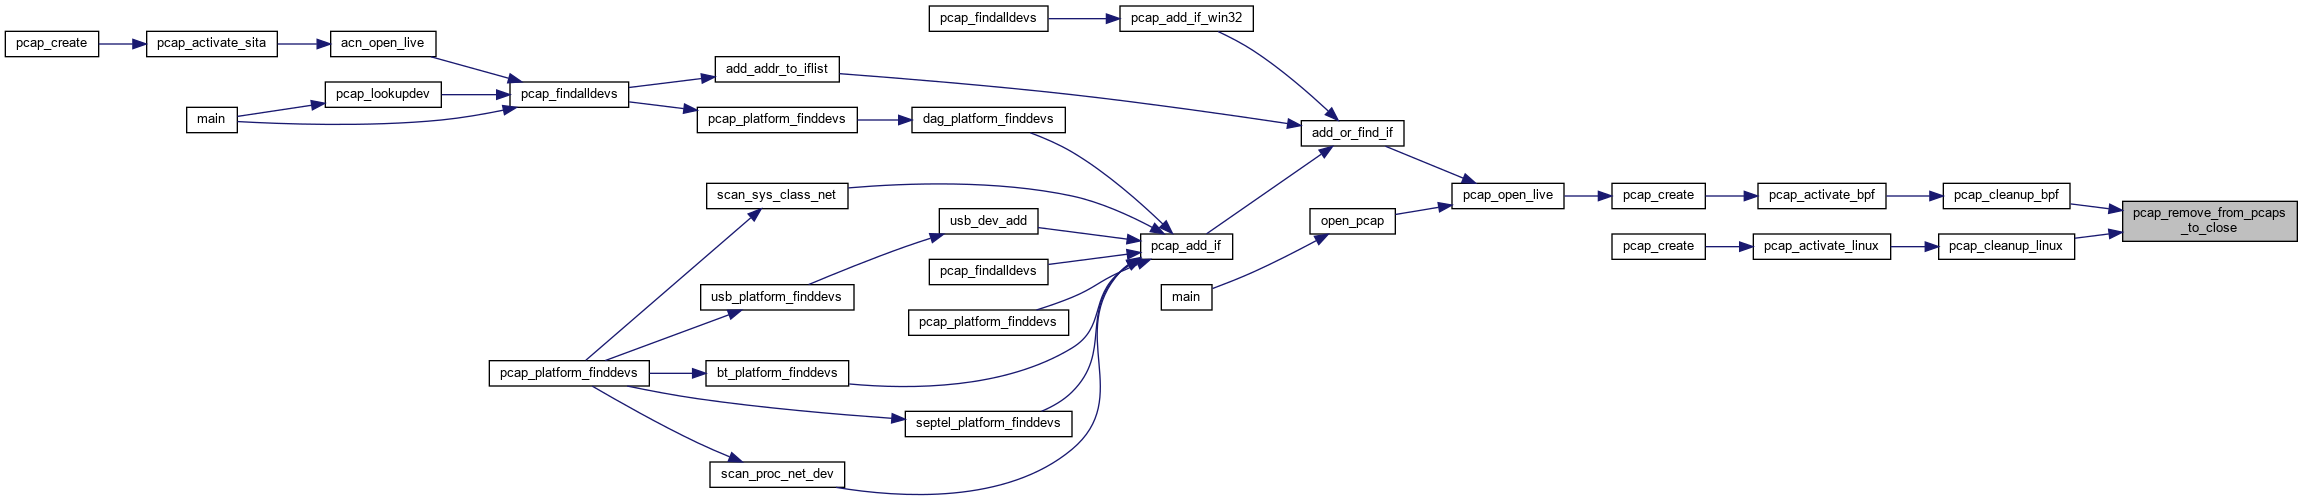 pcap_findalldevs
pcap_add_if_win32
pcap_create
pcap_activate_sita
acn_open_live
add_addr_to_iflist
pcap_lookupdev
pcap_findalldevs
main
pcap_platform_finddevs
dag_platform_finddevs
add_or_find_if
scan_sys_class_net
pcap_open_live
pcap_create
pcap_activate_bpf
pcap_cleanup_bpf
usb_dev_add
open_pcap
pcap_remove_from_pcaps
_to_close
pcap_add_if
pcap_create
pcap_activate_linux
pcap_cleanup_linux
pcap_findalldevs
usb_platform_finddevs
main
pcap_platform_finddevs
pcap_platform_finddevs
bt_platform_finddevs
septel_platform_finddevs
scan_proc_net_dev